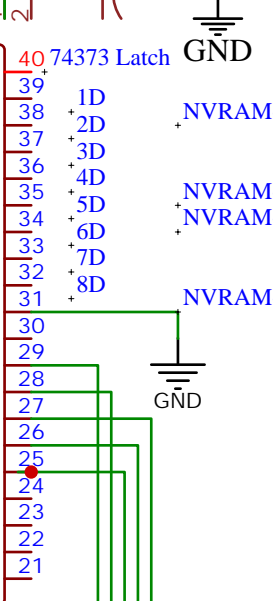 2
GND
40 74373 Latch
39
1D
38 NVRAM
2D
37
3D
36
4D
35 NVRAM
5D
34 NVRAM
6D
33
7D
32
8D
31 NVRAM
30
29
28
GND
27
26
25
24
23
22
21